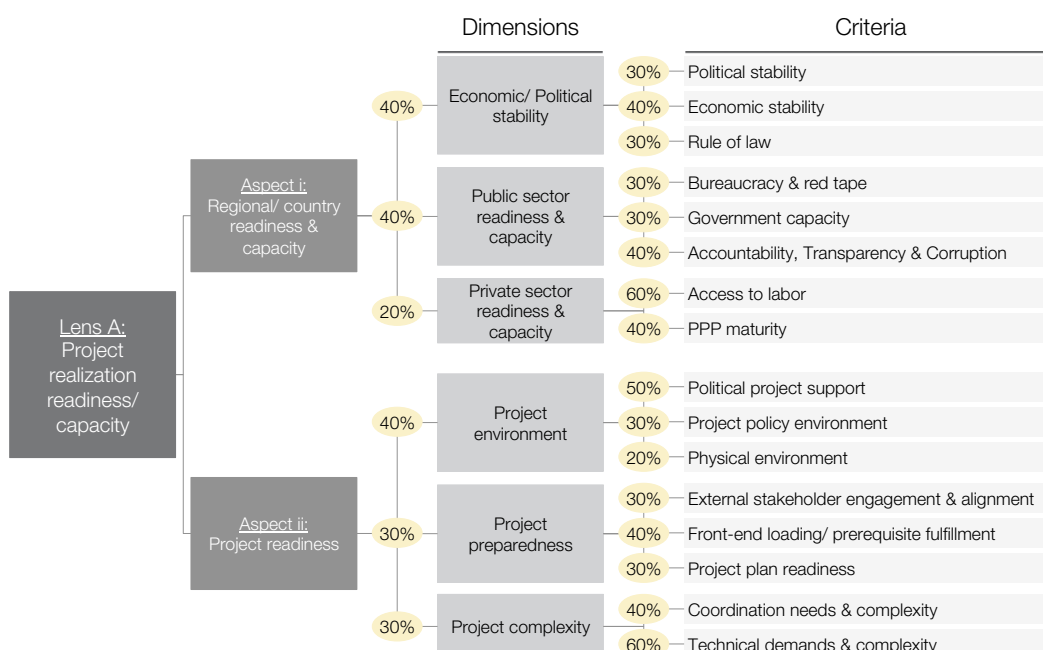 Dimensions
Criteria
Lens A:
Project
realization
readiness/
capacity
Aspect i:
Regional/ country
readiness &
capacity
40%
Economic/ Political
stability
30%
Political stability
40%
Economic stability
30%
Rule of law
40%
Public sector
readiness &
capacity
30%
Bureaucracy & red tape
30%
Government capacity
40%
Accountability, Transparency & Corruption
20%
Private sector
readiness &
capacity
60%
Access to labor
40%
PPP maturity
Aspect ii:
Project readiness
40%
Project
environment
50%
Political project support
30%
Project policy environment
20%
Physical environment
30%
Project
preparedness
30%
External stakeholder engagement & alignment
40%
Front-end loading/ prerequisite fulfillment
30%
Project plan readiness
30%
Project complexity
40%
Coordination needs & complexity
60%
Technical demands & complexity